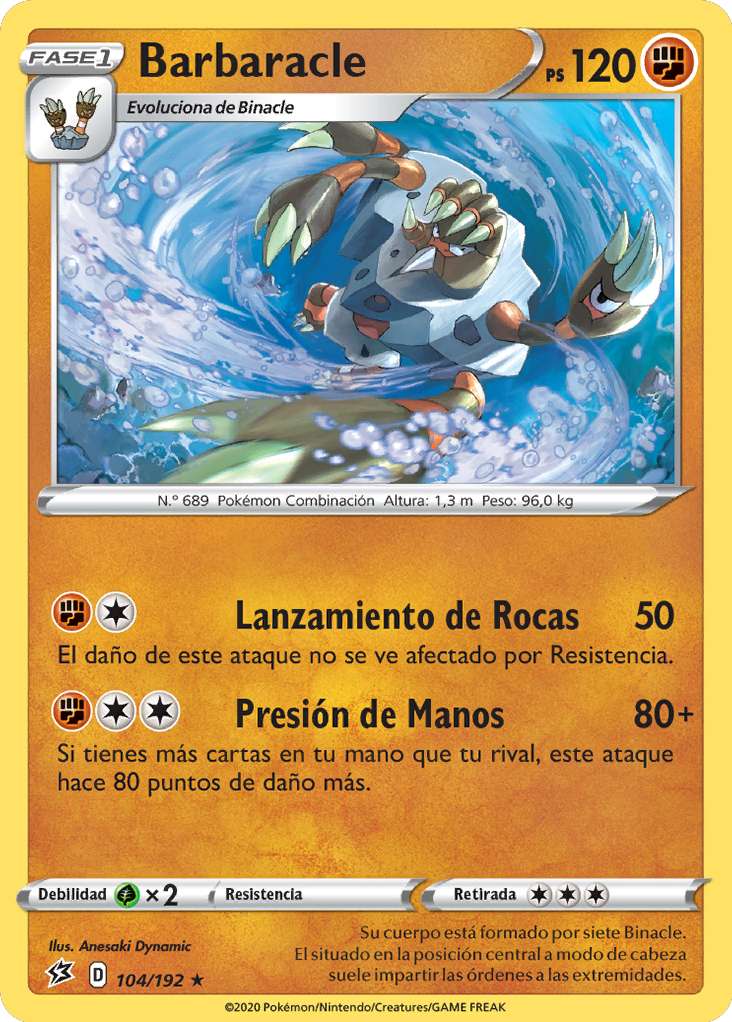 FASE 1
Barbaracle
PS 120
Evoluciona de Binacle
N.º 689 Pokémon Combinación Altura: 1,3 m Peso: 96,0 kg
Lanzamiento de Rocas 50
El daño de este ataque no se ve afectado por Resistencia.
Presión de Manos 80+
Si tienes más cartas en tu mano que tu rival, este ataque
hace 80 puntos de daño más.
Debilidad ×2 Resistencia Retirada
Ilus. Anesaki Dynamic
Su cuerpo está formado por siete Binacle.
El situado en la posición central a modo de cabeza
suele impartir las órdenes a las extremidades.
D 104/192 ★
©2020 Pokémon/Nintendo/Creatures/GAME FREAK